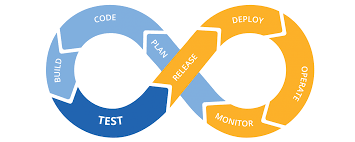 CODE
BUILD
PLAN
TEST
RELEASE
DEPLOY
OPERATE
MONITOR